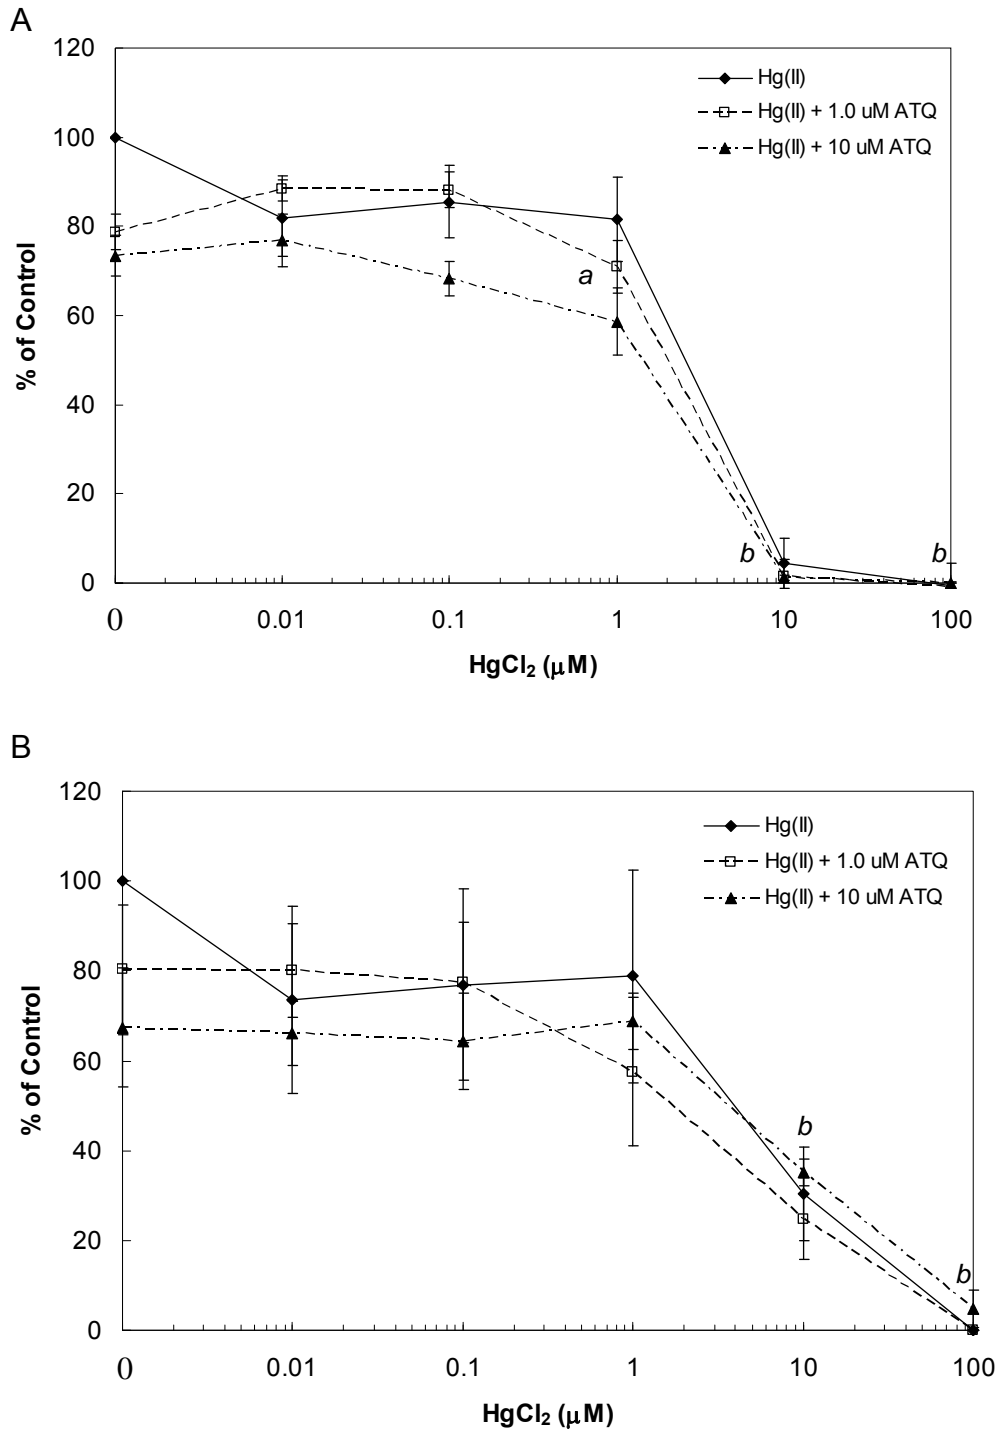 A
120
100
80
60
40
20
0
% of Control
Hg(II)
Hg(II) + 1.0 uM ATQ
Hg(II) + 10 uM ATQ
a
b
b
0 0.01 0.1 1 10 100
HgCl₂ (μM)
B
120
100
80
60
40
20
0
% of Control
Hg(II)
Hg(II) + 1.0 uM ATQ
Hg(II) + 10 uM ATQ
b
b
0 0.01 0.1 1 10 100
HgCl₂ (μM)